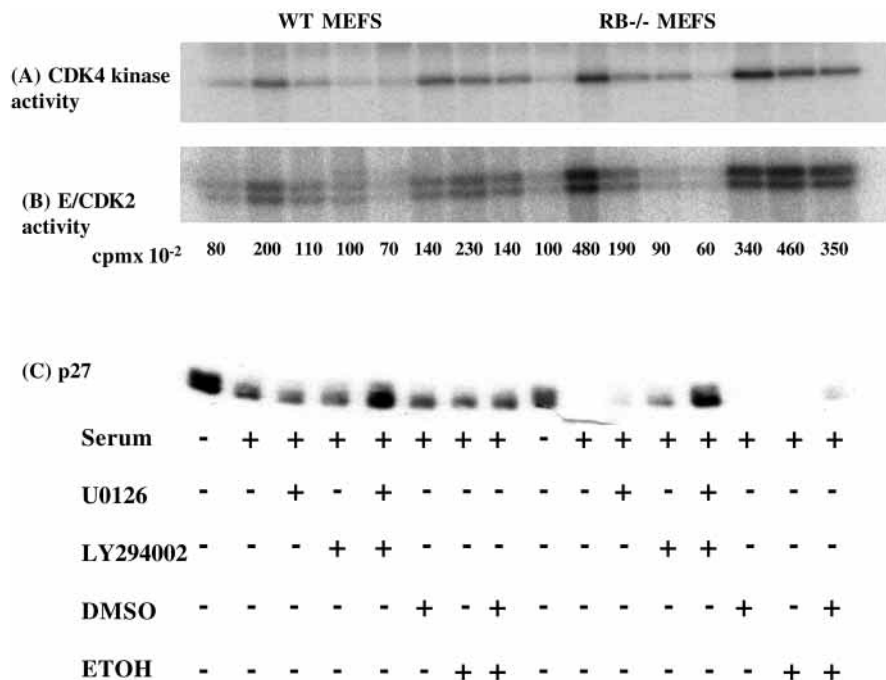 WT MEFS RB-/- MEFS
(A) CDK4 kinase
activity
(B) E/CDK2
activity
cpmx 10-2 80 200 110 100 70 140 230 140 100 480 190 90 60 340 460 350
(C) p27
Serum - + + + + + + + - + + + + + + +
U0126 - - + - + - - - - - + - + - - -
LY294002 - - - + + - - - - - - + + - - -
DMSO - - - - - + - + - - - - - + - +
ETOH - - - - - - + + - - - - - - + +